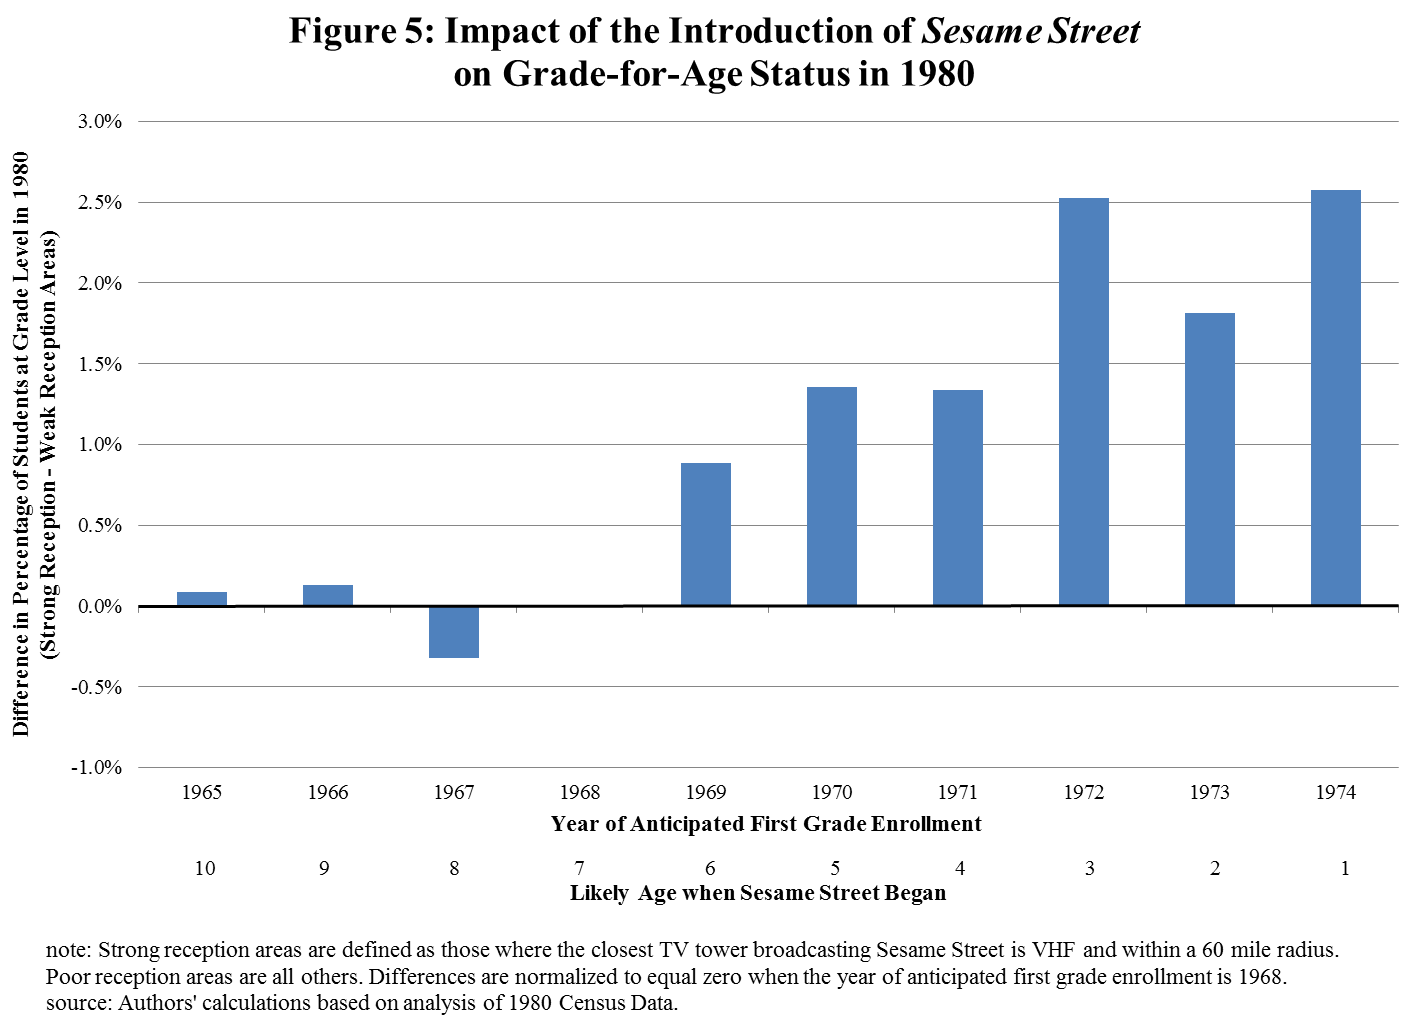 Figure 5: Impact of the Introduction of Sesame Street
on Grade-for-Age Status in 1980
Difference in Percentage of Students at Grade Level in 1980
(Strong Reception - Weak Reception Areas)
3.0%
2.5%
2.0%
1.5%
1.0%
0.5%
0.0%
-0.5%
-1.0%
1965 1966 1967 1968 1969 1970 1971 1972 1973 1974
Year of Anticipated First Grade Enrollment
10 9 8 7 6 5 4 3 2 1
Likely Age when Sesame Street Began
note: Strong reception areas are defined as those where the closest TV tower broadcasting Sesame Street is VHF and within a 60 mile radius.
Poor reception areas are all others. Differences are normalized to equal zero when the year of anticipated first grade enrollment is 1968.
source: Authors' calculations based on analysis of 1980 Census Data.